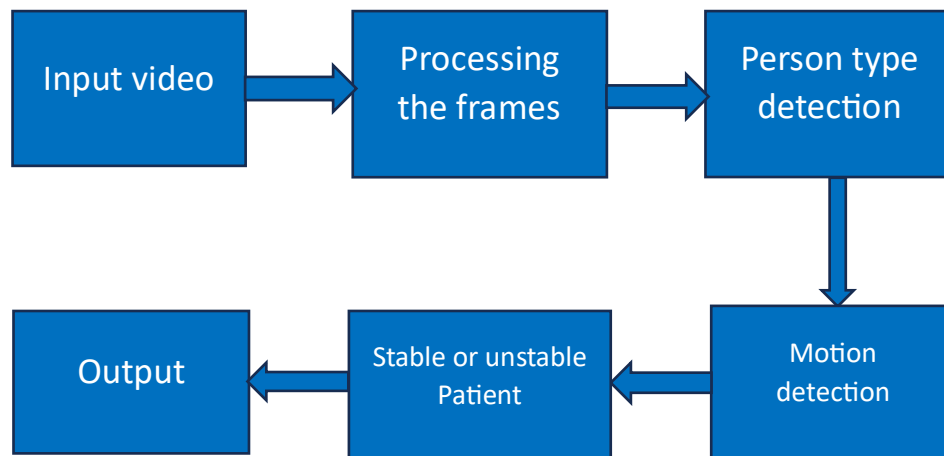 Input video
Processing
the frames
Person type
detection
Motion
detection
Stable or unstable
Patient
Output